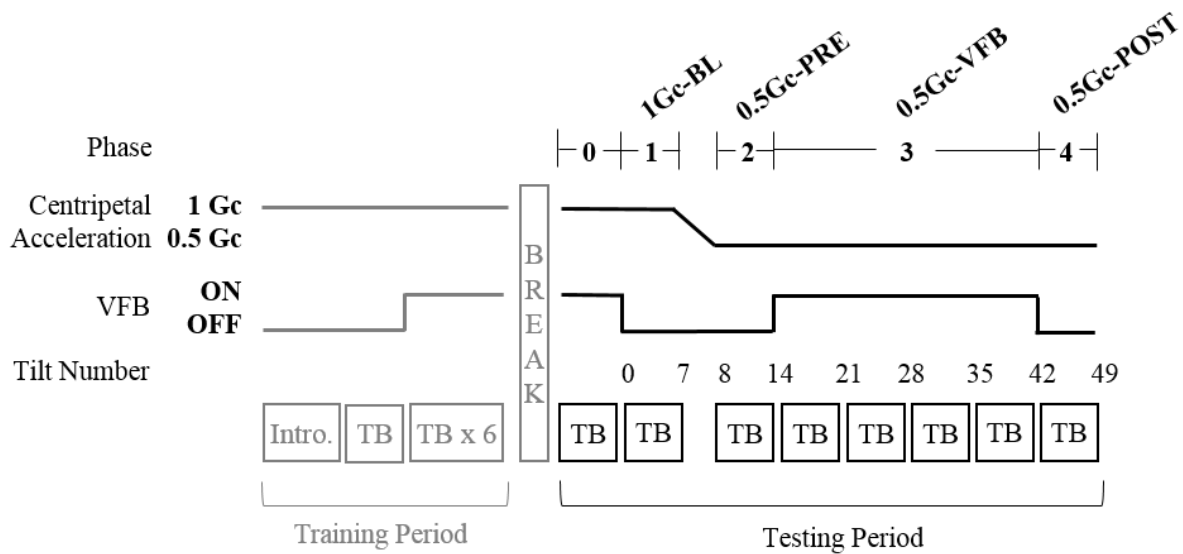 1Gc-BL
0.5Gc-PRE
0.5Gc-VFB
0.5Gc-POST
Phase 0 1 2 3 4
Centripetal 1 Gc
Acceleration 0.5 Gc
BREAK
VFB ON
OFF
Tilt Number 0 7 8 14 21 28 35 42 49
Intro. TB TB x 6 TB TB TB TB TB TB TB
Training Period Testing Period